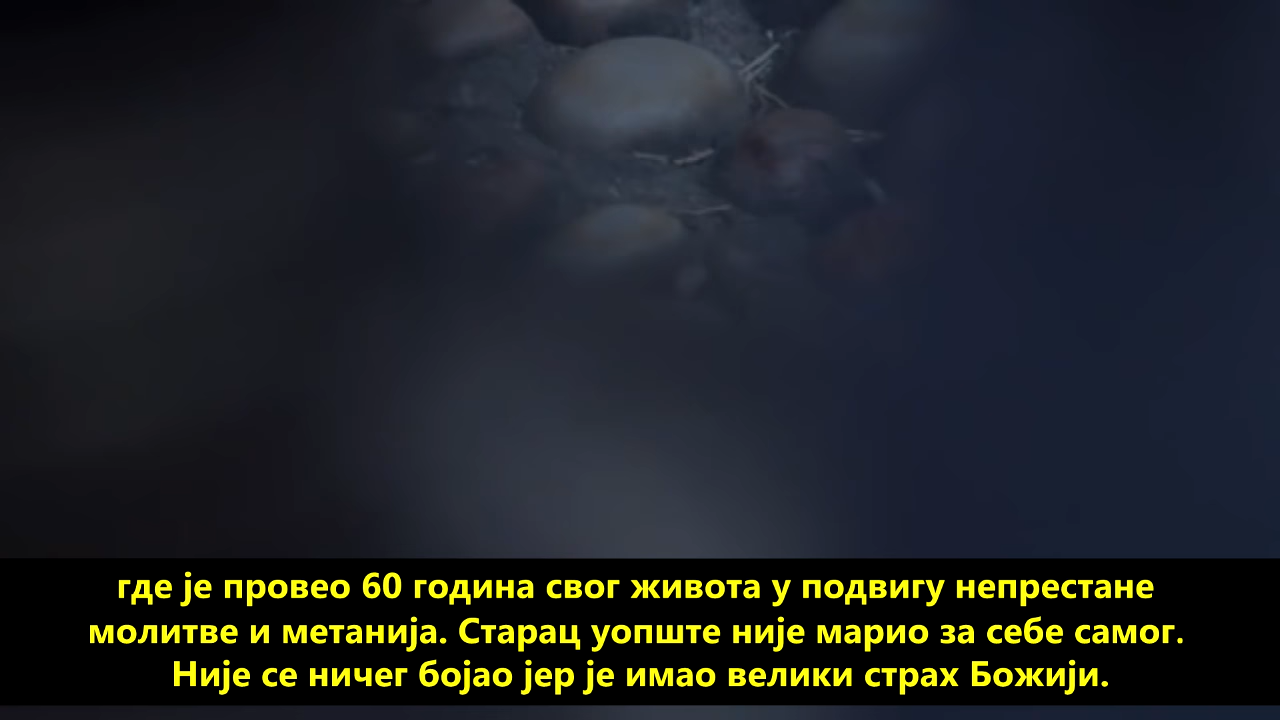 где је провео 60 година свог живота у подвигу непрестане
молитве и метанија. Старац уопште није марио за себе самог.
Није се ничег бојао јер је имао велики страх Божији.